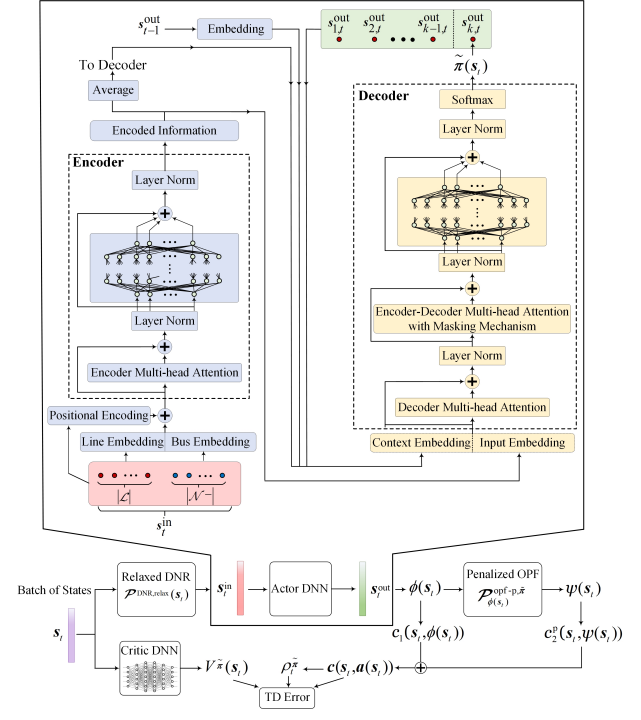 s_{t−1}^{out}
Embedding
s_{1,t}^{out} s_{2,t}^{out} ••• s_{k−1,t}^{out} s_{k,t}^{out}
To Decoder
π̃(s_t)
Average
Decoder
Softmax
Encoded Information
Layer Norm
Encoder
Layer Norm
Layer Norm
Layer Norm
Encoder-Decoder Multi-head Attention
with Masking Mechanism
Layer Norm
Encoder Multi-head Attention
Decoder Multi-head Attention
Positional Encoding
Line Embedding
Bus Embedding
Context Embedding
Input Embedding
|ℒ|
|𝒩^−|
s_t^{in}
Batch of States
s_t
Relaxed DNR
𝒫^{DNR,relax}(s_t)
s_t^{in}
Actor DNN
s_t^{out}
ϕ(s_t)
Penalized OPF
𝒫_{ϕ(s_t)}^{opf-p,π̃}
ψ(s_t)
c_1(s_t,ϕ(s_t))
c_2^p(s_t,ψ(s_t))
Critic DNN
V^{π̃}(s_t)
ρ_t^{π̃}
c(s_t,a(s_t))
TD Error